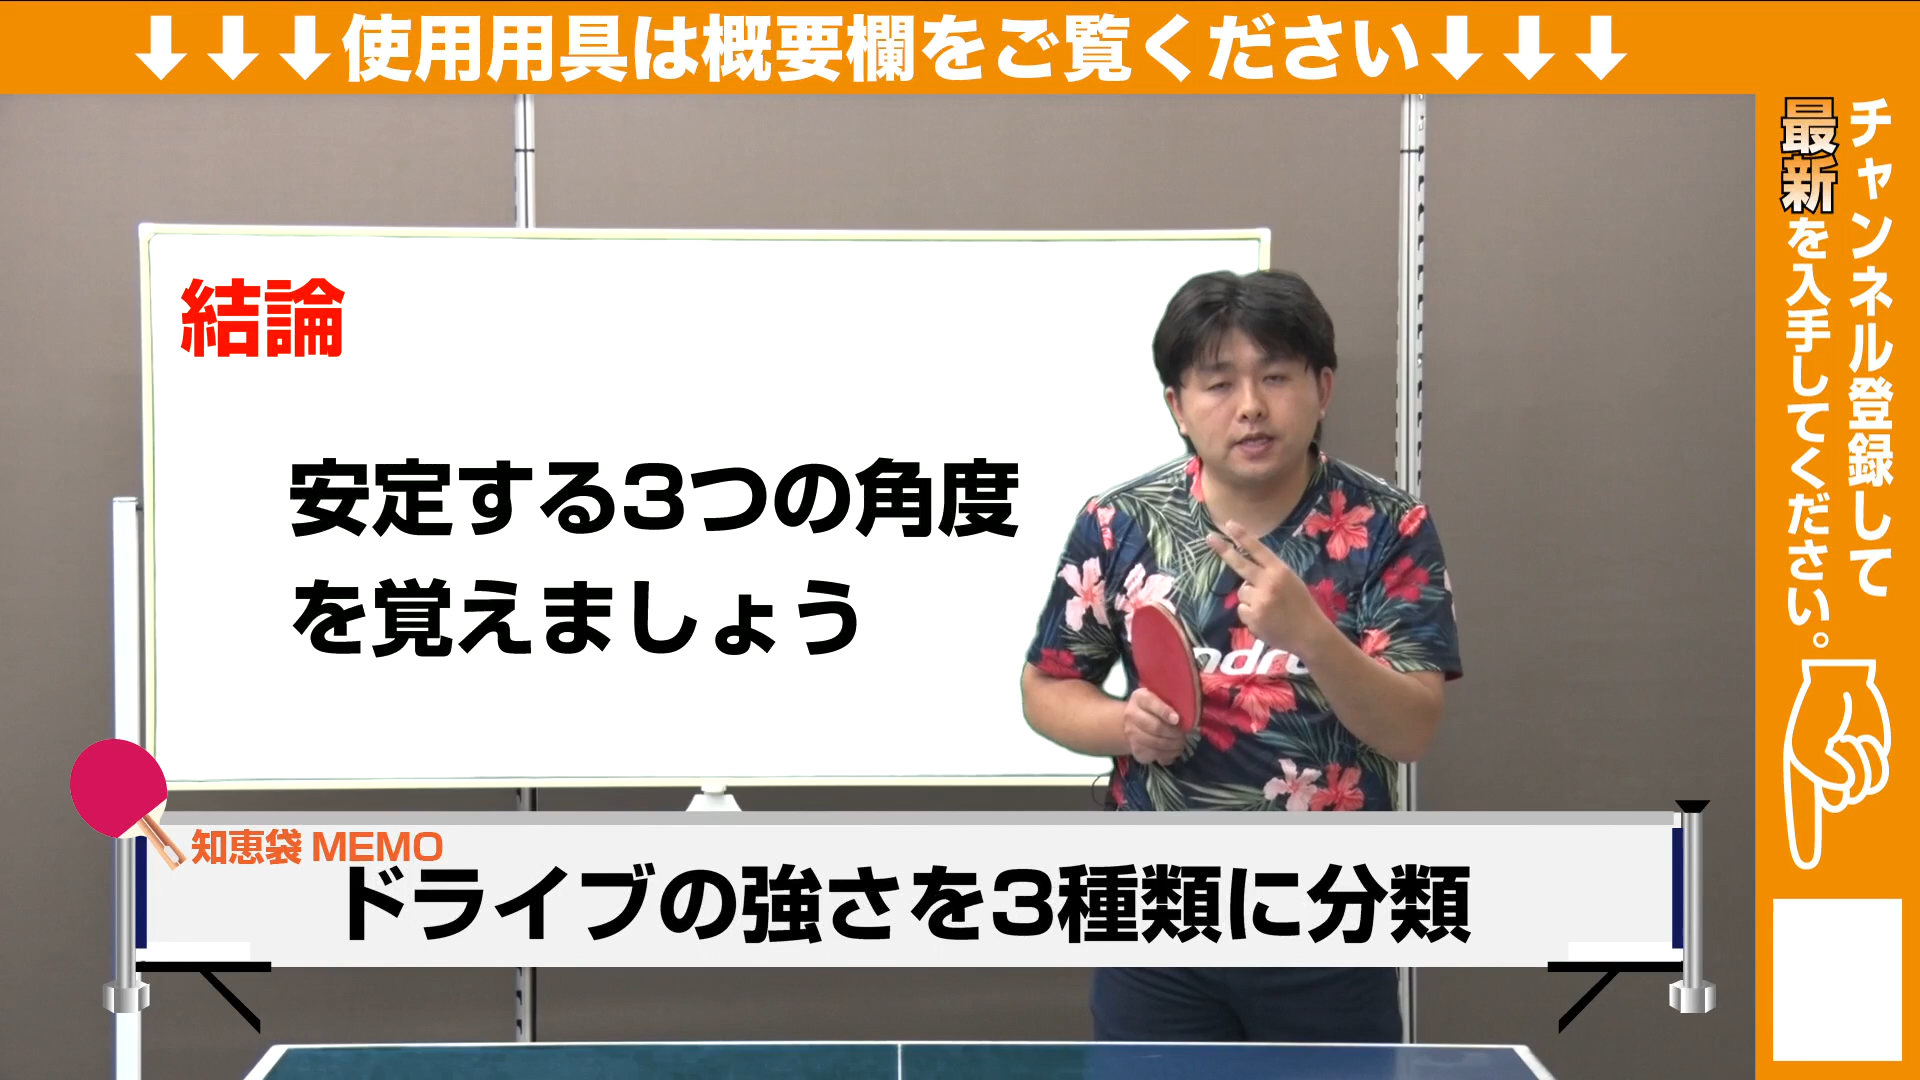 ↓↓↓使用用具は概要欄をご覧ください↓↓↓
チャンネル登録して
最新を入手してください。
結論
安定する3つの角度
を覚えましょう
知恵袋 MEMO
ドライブの強さを3種類に分類